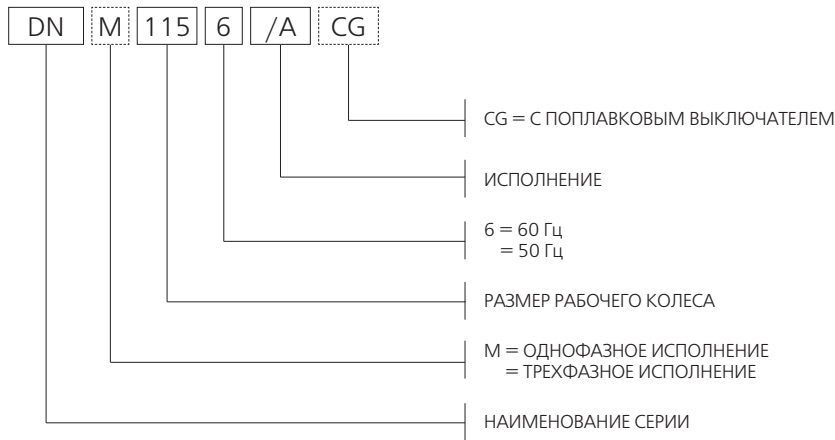 DN M 115 6 /A CG
CG = С ПОПЛАВКОВЫМ ВЫКЛЮЧАТЕЛЕМ
ИСПОЛНЕНИЕ
6 = 60 Гц
= 50 Гц
РАЗМЕР РАБОЧЕГО КОЛЕСА
М = ОДНОФАЗНОЕ ИСПОЛНЕНИЕ
= ТРЕХФАЗНОЕ ИСПОЛНЕНИЕ
НАИМЕНОВАНИЕ СЕРИИ